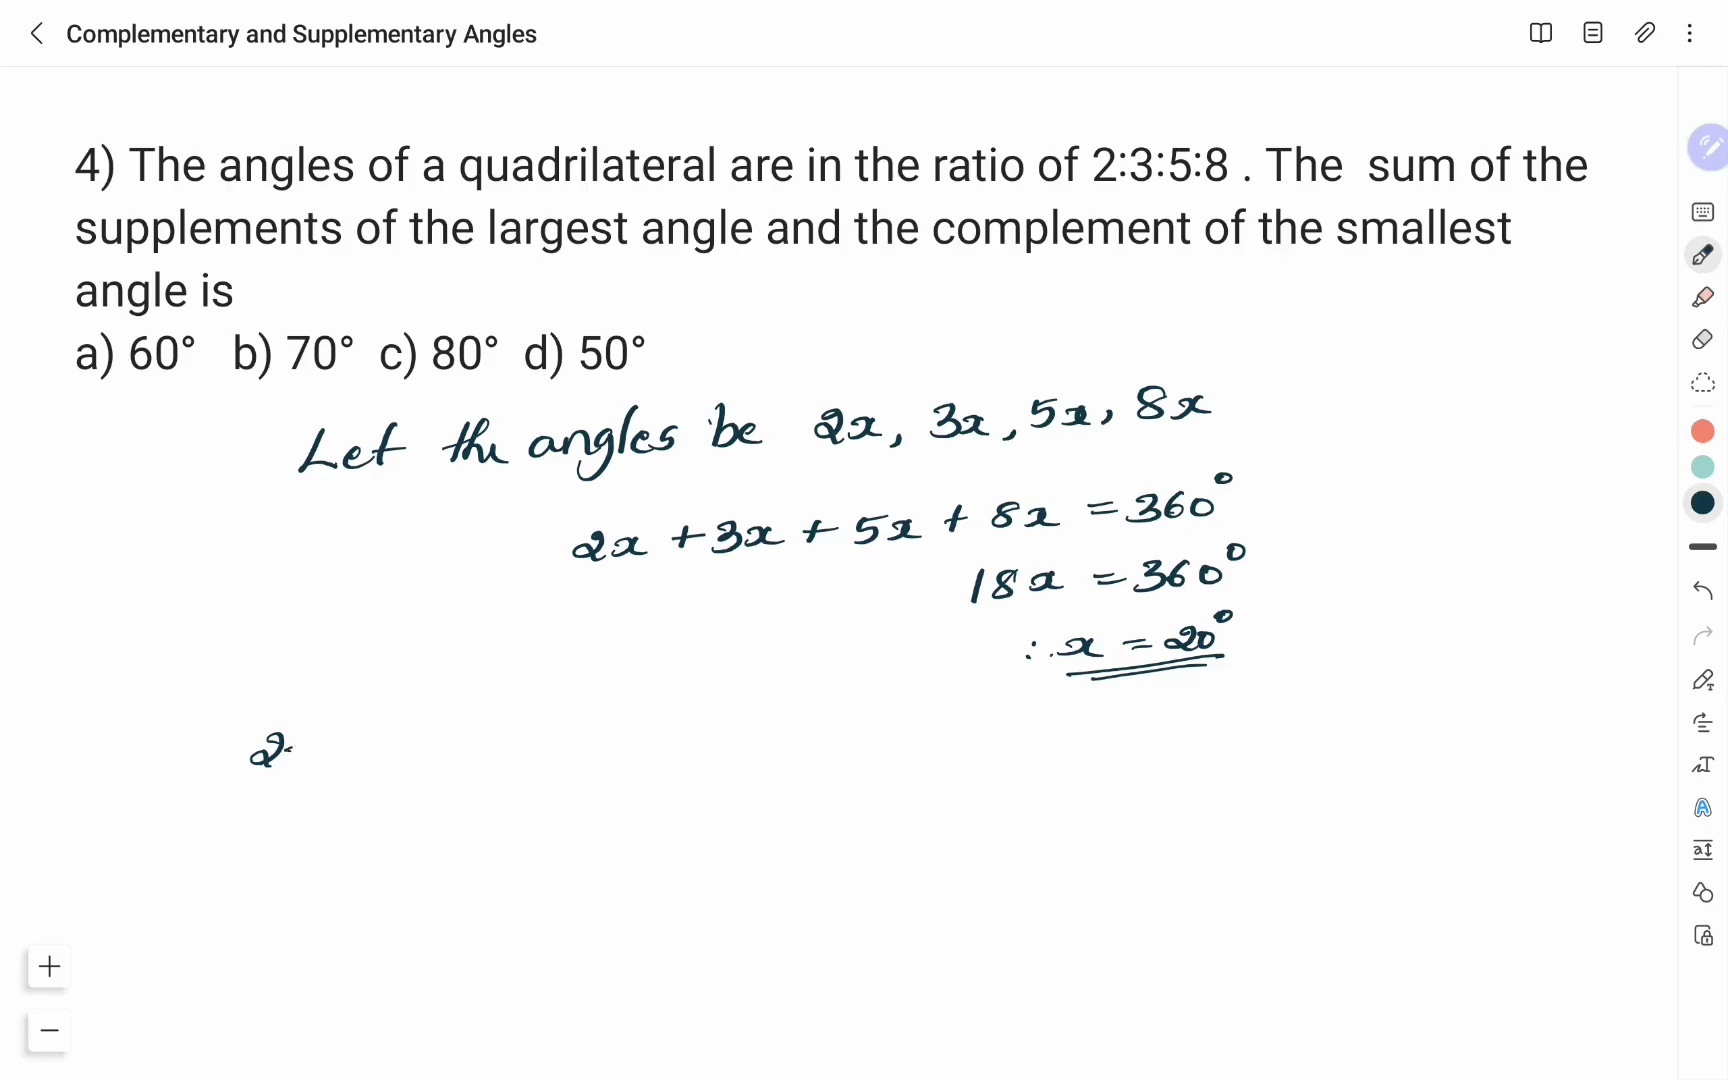 Complementary and Supplementary Angles
4) The angles of a quadrilateral are in the ratio of 2:3:5:8 . The sum of the
supplements of the largest angle and the complement of the smallest
angle is
a) 60° b) 70° c) 80° d) 50°
Let the angles be 2x, 3x, 5x, 8x
2x + 3x + 5x + 8x = 360°
18x = 360°
∴ x = 20°
2